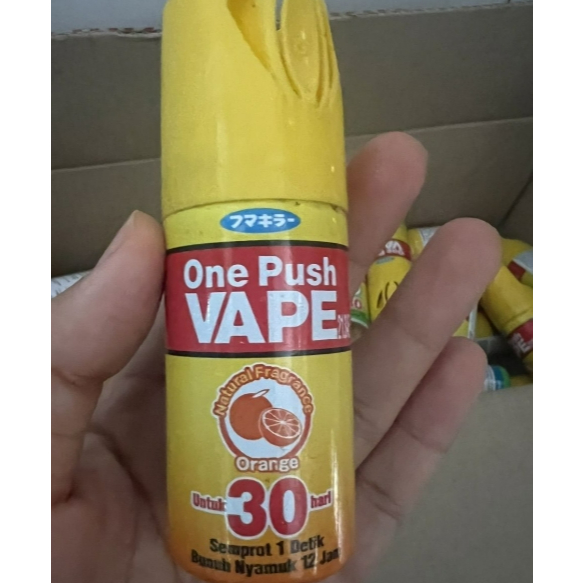 フマキラー
One Push
VAPE
Natural Fragrance
Orange
Untuk 30 hari
Semprot 1 Detik
Bunuh Nyamuk 12 Jam